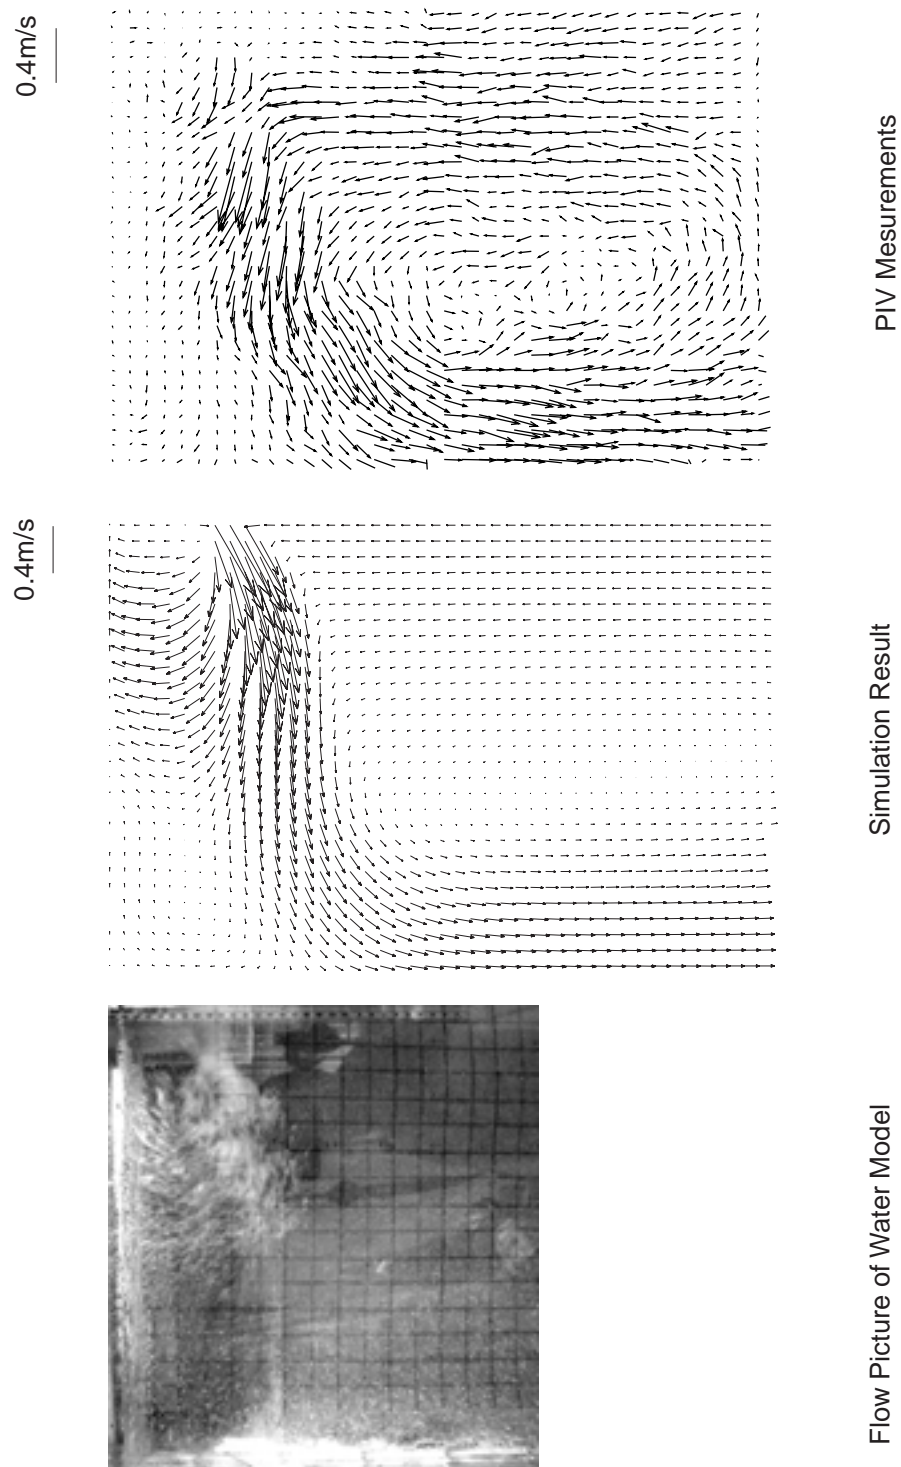 0.4m/s
PIV Mesurements
0.4m/s
Simulation Result
Flow Picture of Water Model